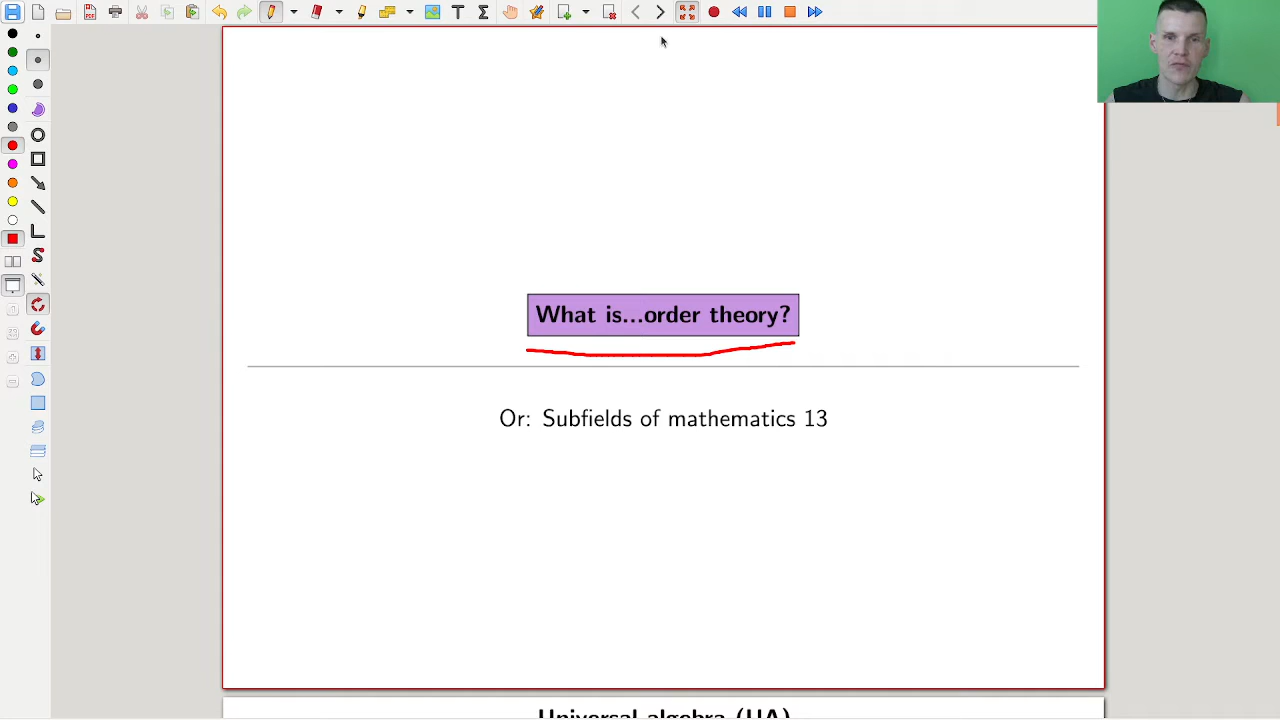 What is...order theory?
Or: Subfields of mathematics 13
Universal algebra (UA)